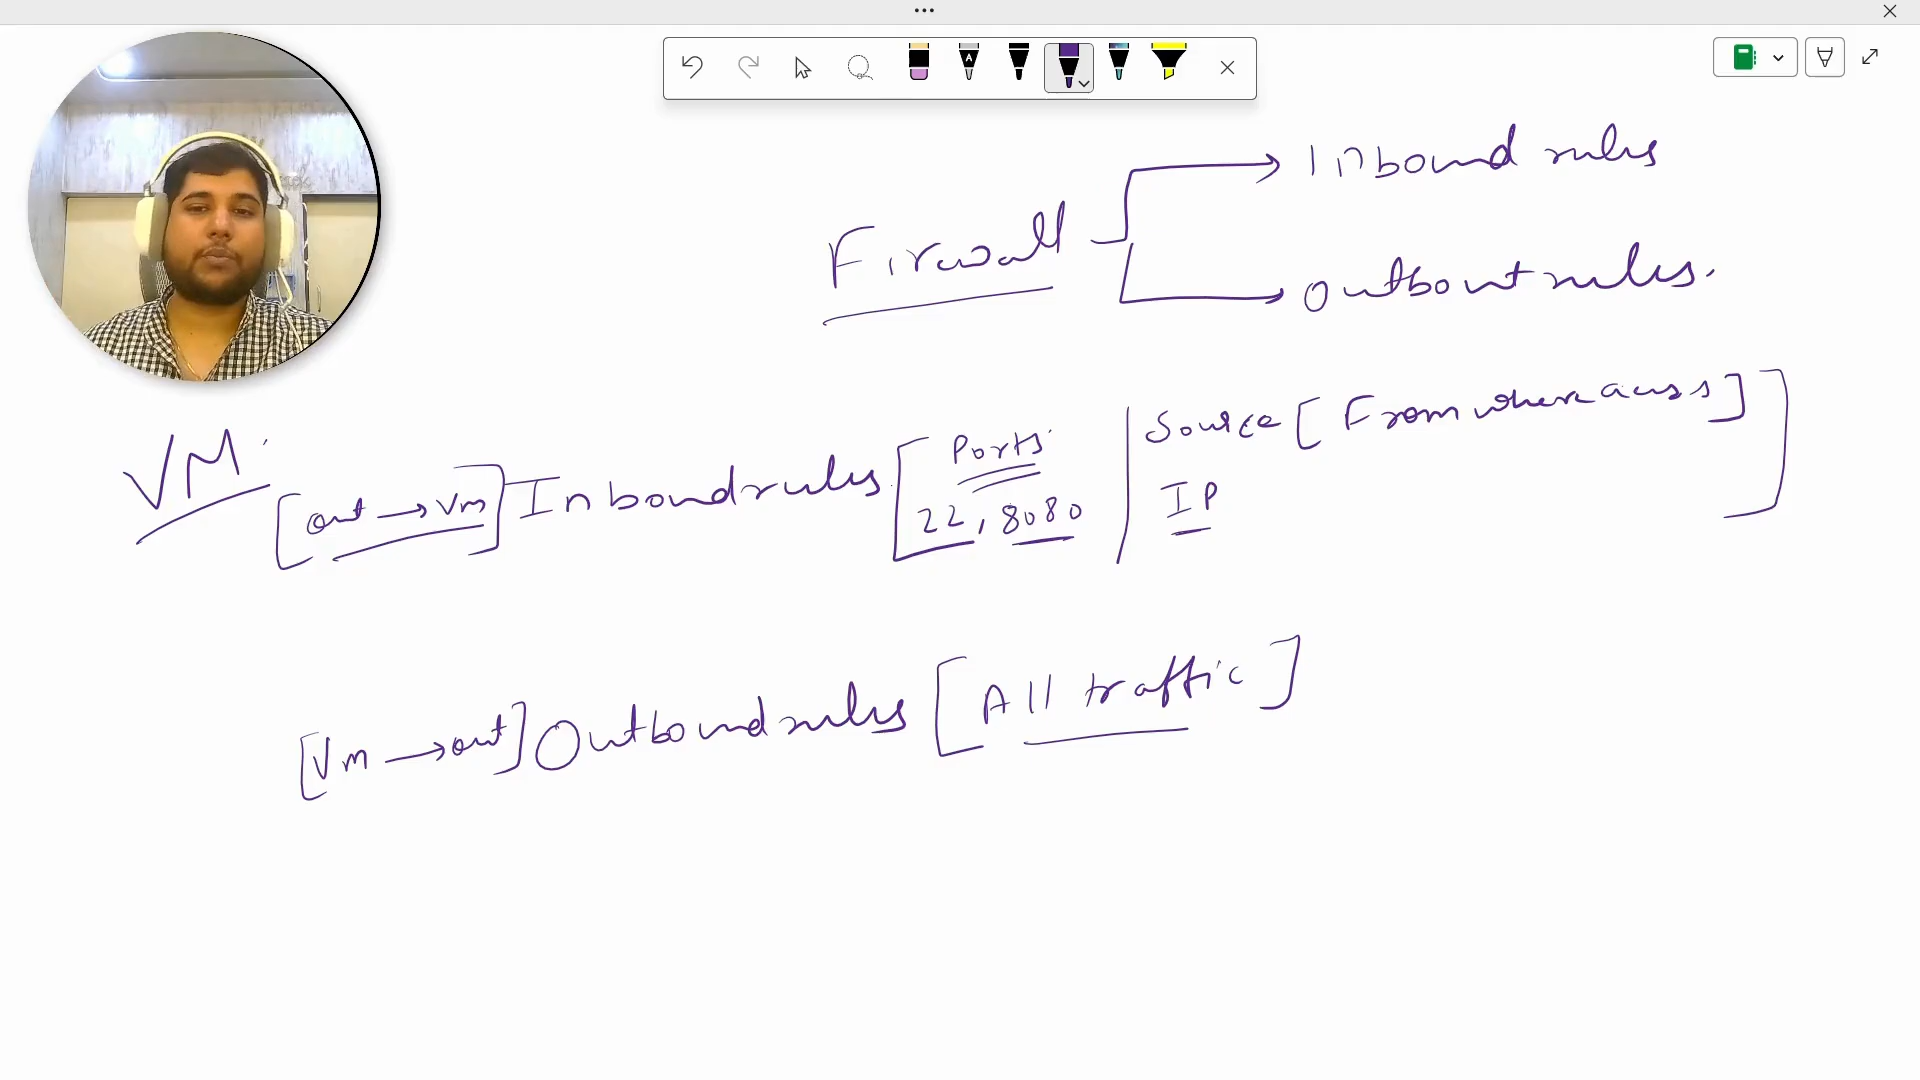 Firewall
Inbound rules
Outbount rules.
VM
[out → Vm] Inbound rules [Ports 22, 8080 | Source [From where access] IP]
[Vm → out] Outbound rules [All traffic]